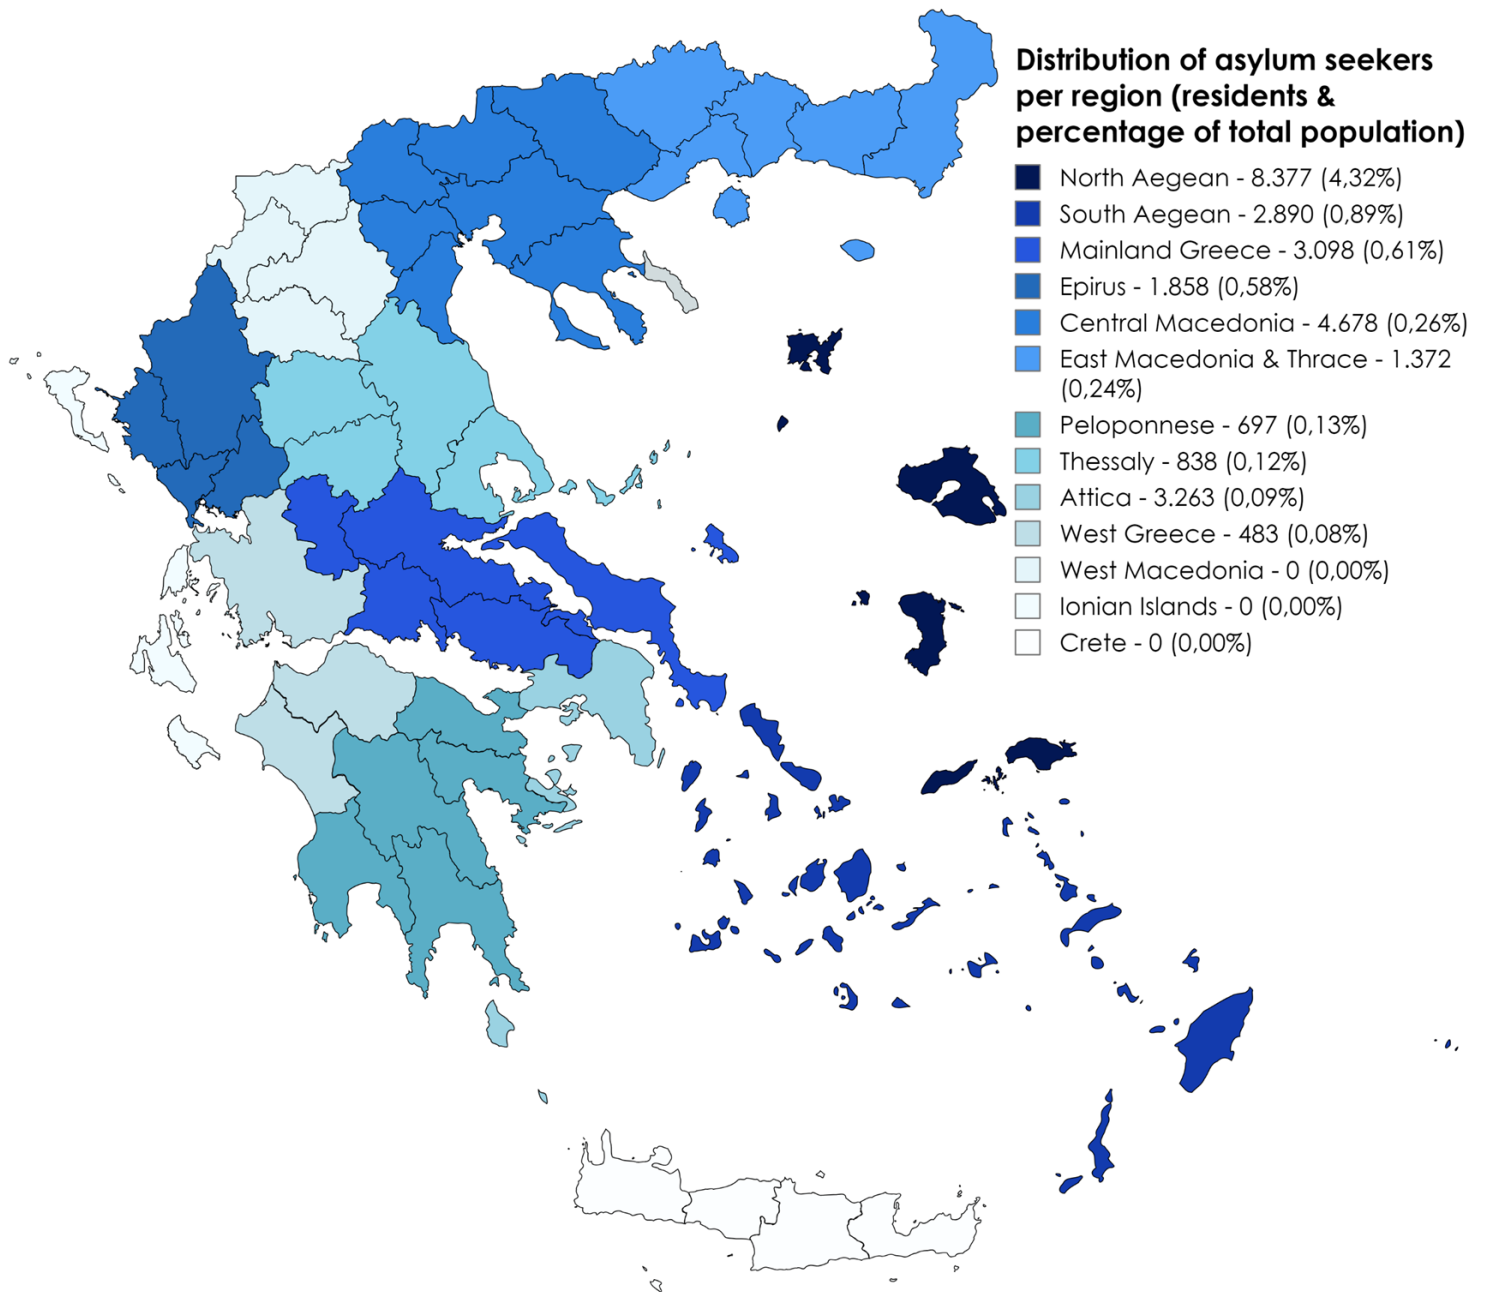 Distribution of asylum seekers
per region (residents &
percentage of total population)
North Aegean - 8.377 (4,32%)
South Aegean - 2.890 (0,89%)
Mainland Greece - 3.098 (0,61%)
Epirus - 1.858 (0,58%)
Central Macedonia - 4.678 (0,26%)
East Macedonia & Thrace - 1.372
(0,24%)
Peloponnese - 697 (0,13%)
Thessaly - 838 (0,12%)
Attica - 3.263 (0,09%)
West Greece - 483 (0,08%)
West Macedonia - 0 (0,00%)
Ionian Islands - 0 (0,00%)
Crete - 0 (0,00%)